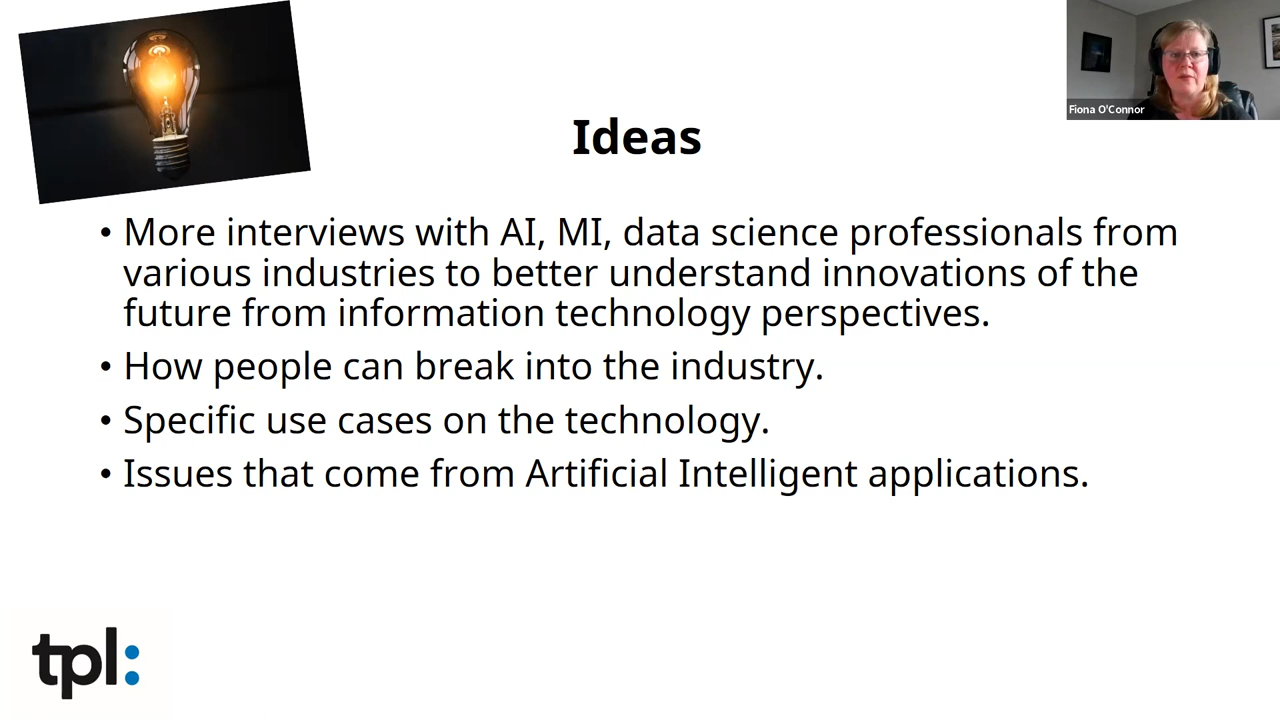 Fiona O'Connor
Ideas
• More interviews with AI, MI, data science professionals from
various industries to better understand innovations of the
future from information technology perspectives.
• How people can break into the industry.
• Specific use cases on the technology.
• Issues that come from Artificial Intelligent applications.
tpl: